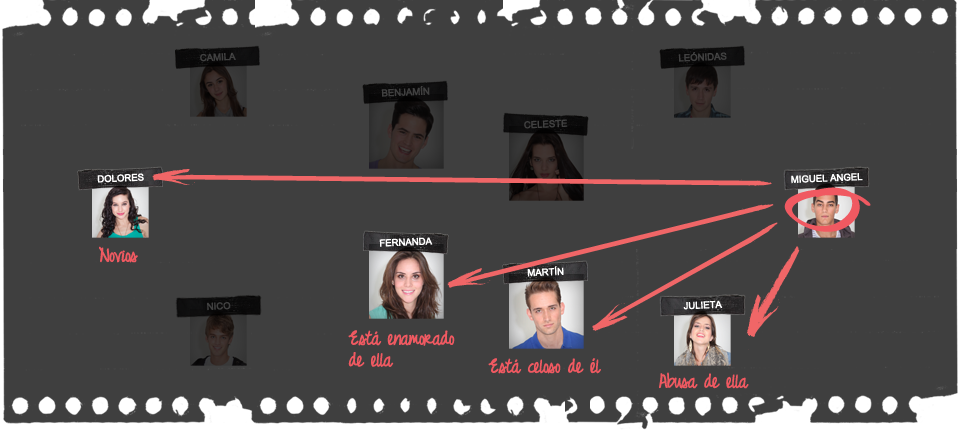 CAMILA
LEÓNIDAS
BENJAMÍN
CELESTE
DOLORES
MIGUEL ANGEL
Novios
FERNANDA
MARTÍN
NICO
JULIETA
Está enamorado
de ella
Está celoso de él
Abusa de ella